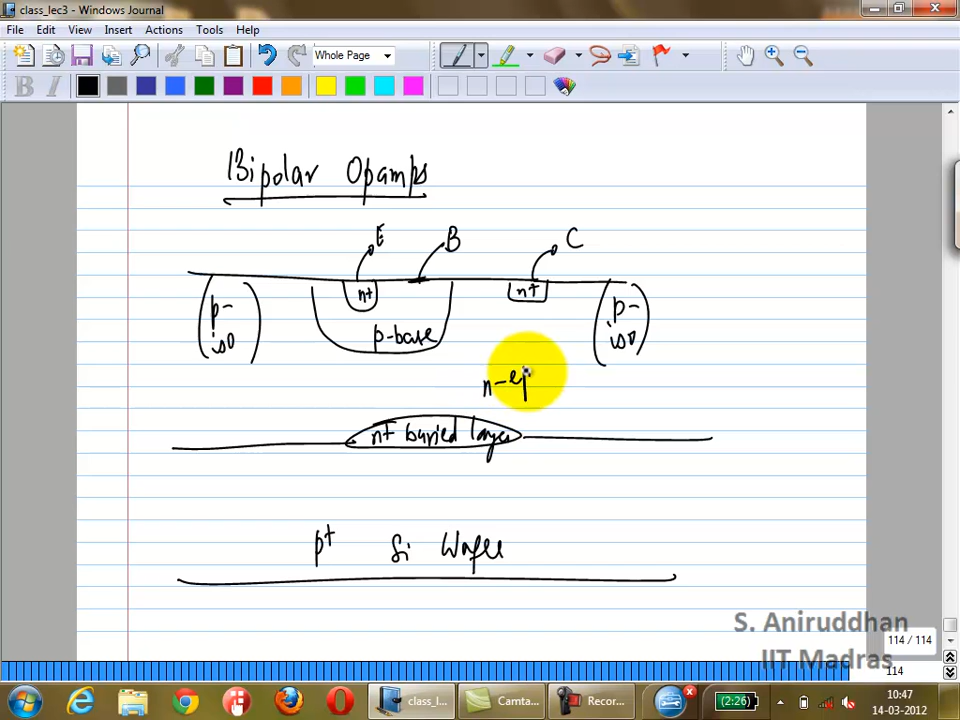 class_lec3 - Windows Journal
File Edit View Insert Actions Tools Help
Whole Page
B I
Bipolar Opamps
E B C
n+ n+
p- iso
p-base
p- iso
n-ep
n+ buried layer
p+ Si Wafer
S. Aniruddhan
IIT Madras
114 / 114
114
class_l... Camta... Recor... (2:26) 10:47
14-03-2012